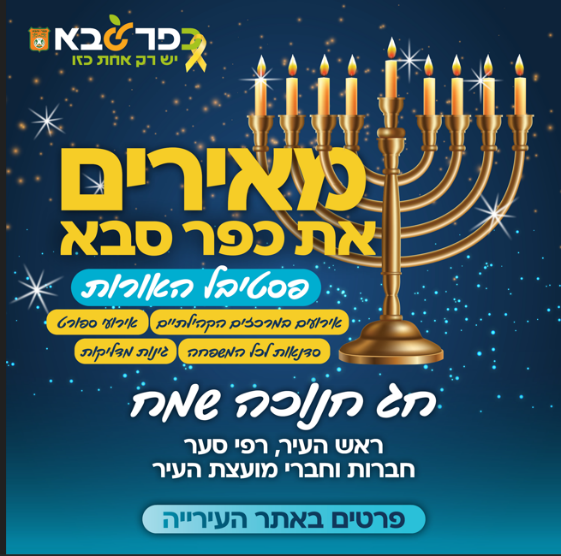 כפר סבא
יש רק אחת כזו
מאירים
את כפר סבא
פסטיבל האורות
אירועים במרכזים הקהילתיים
אירועי ספורט
סדנאות לכל המשפחה
גינות מדליקות
חג חנוכה שמח
ראש העיר, רפי סער
חברות וחברי מועצת העיר
פרטים באתר העירייה